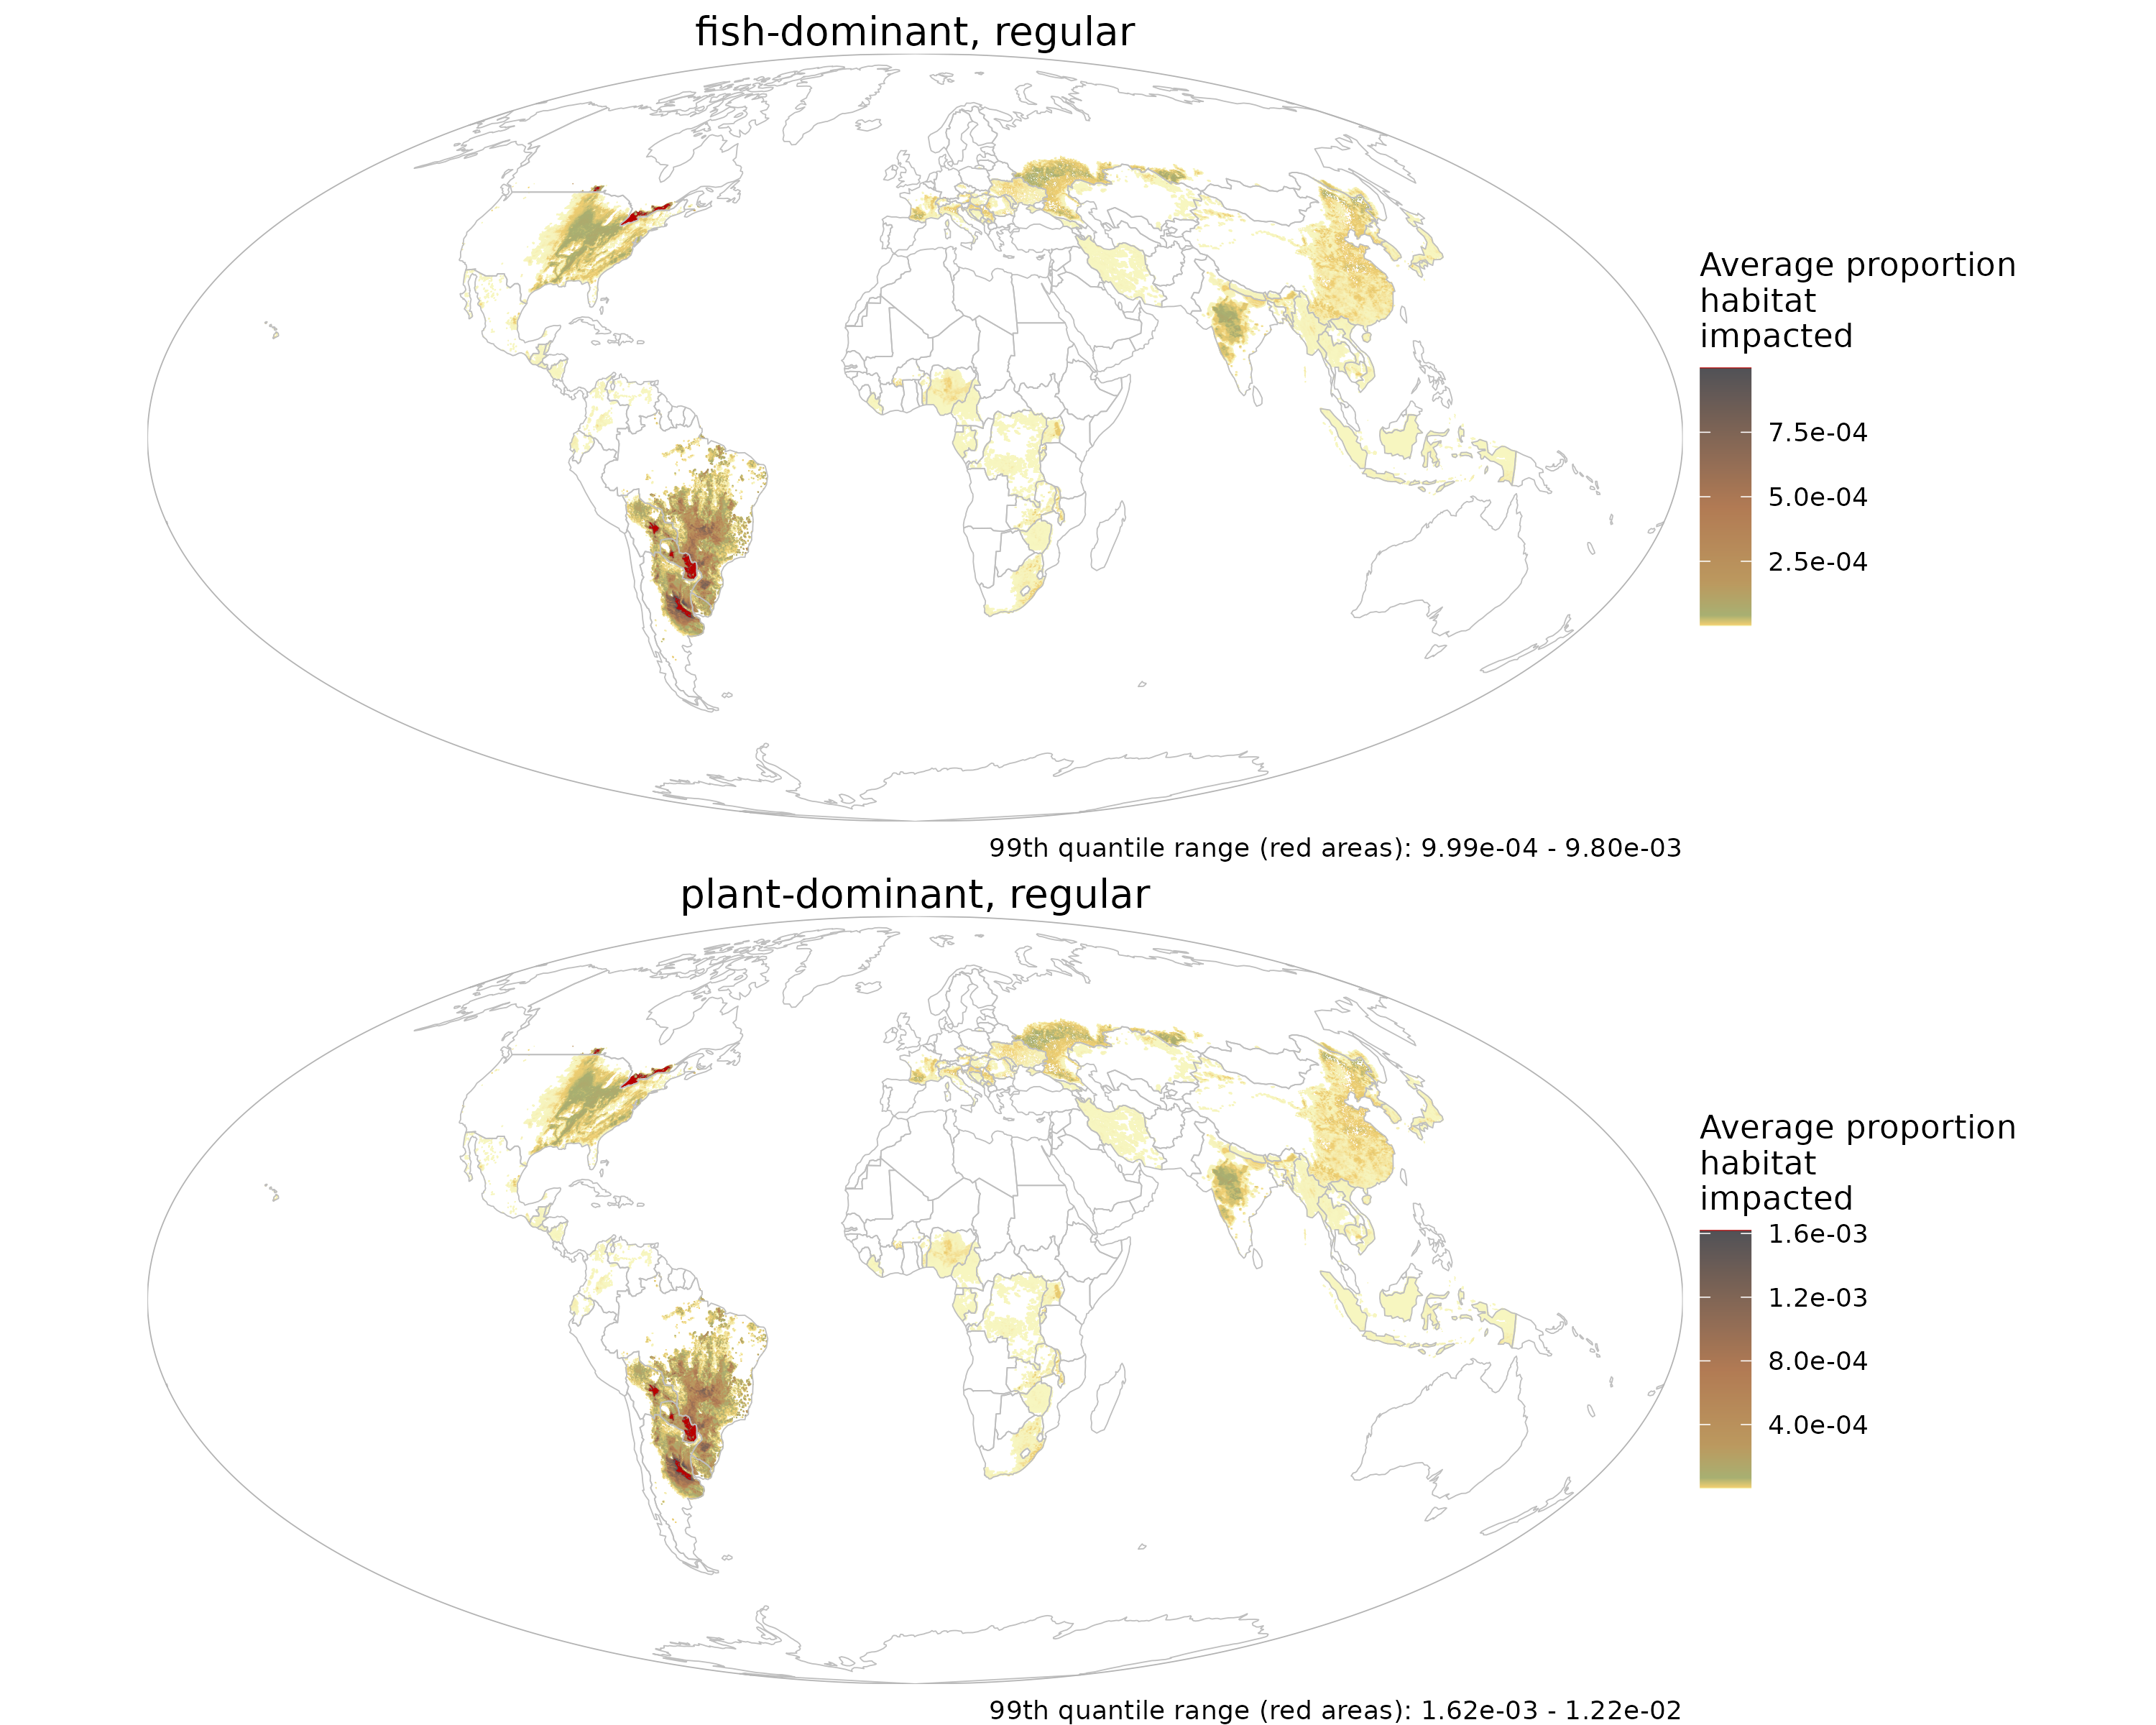 fish-dominant, regular
Average proportion
habitat
impacted
7.5e-04
5.0e-04
2.5e-04
99th quantile range (red areas): 9.99e-04 - 9.80e-03
plant-dominant, regular
Average proportion
habitat
impacted
1.6e-03
1.2e-03
8.0e-04
4.0e-04
99th quantile range (red areas): 1.62e-03 - 1.22e-02